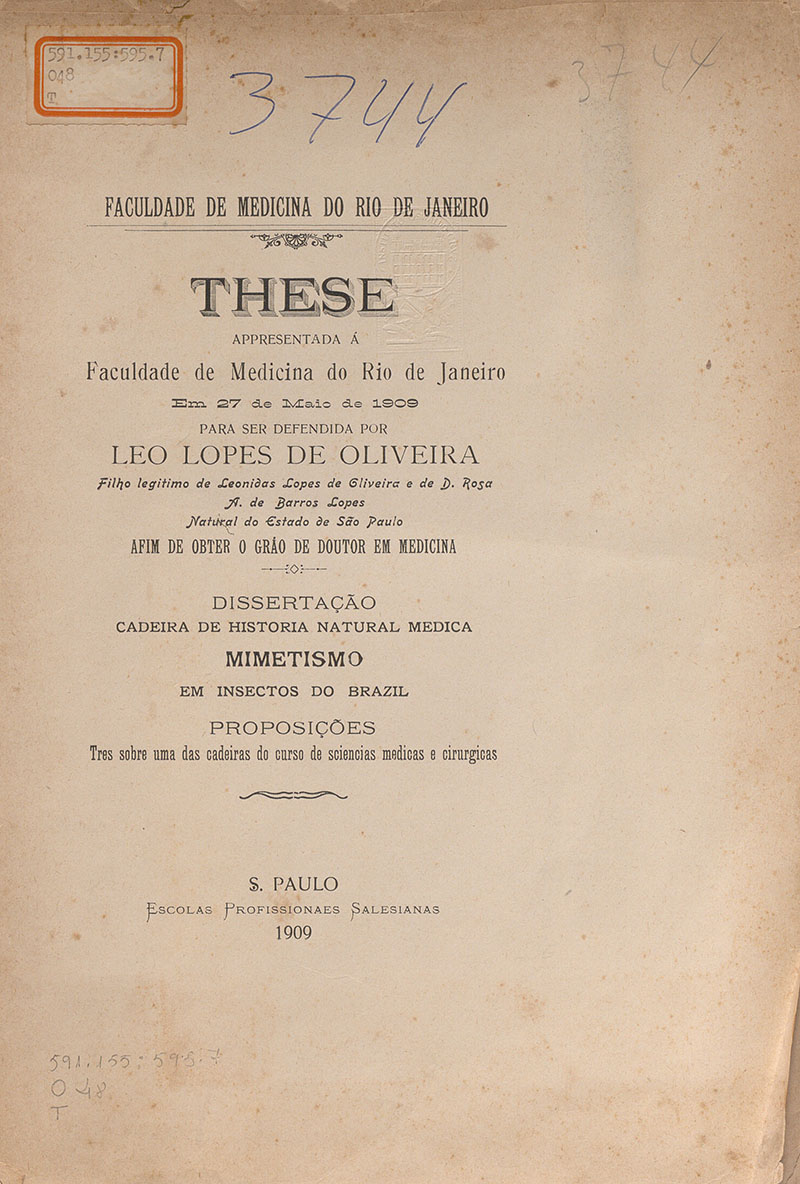 591.155:595.7
048
T
3744
3744
FACULDADE DE MEDICINA DO RIO DE JANEIRO
THESE
APPRESENTADA Á
Faculdade de Medicina do Rio de Janeiro
Em 27 de Maio de 1909
PARA SER DEFENDIDA POR
LEO LOPES DE OLIVEIRA
Filho legitimo de Leonidas Lopes de Oliveira e de D. Rosa
A. de Barros Lopes
Natural do Estado de São Paulo
AFIM DE OBTER O GRÁO DE DOUTOR EM MEDICINA
DISSERTAÇÃO
CADEIRA DE HISTORIA NATURAL MEDICA
MIMETISMO
EM INSECTOS DO BRAZIL
PROPOSIÇÕES
Tres sobre uma das cadeiras do curso de sciencias medicas e cirurgicas
S. PAULO
ESCOLAS PROFISSIONAES SALESIANAS
1909
591.155:595.7
O48
T